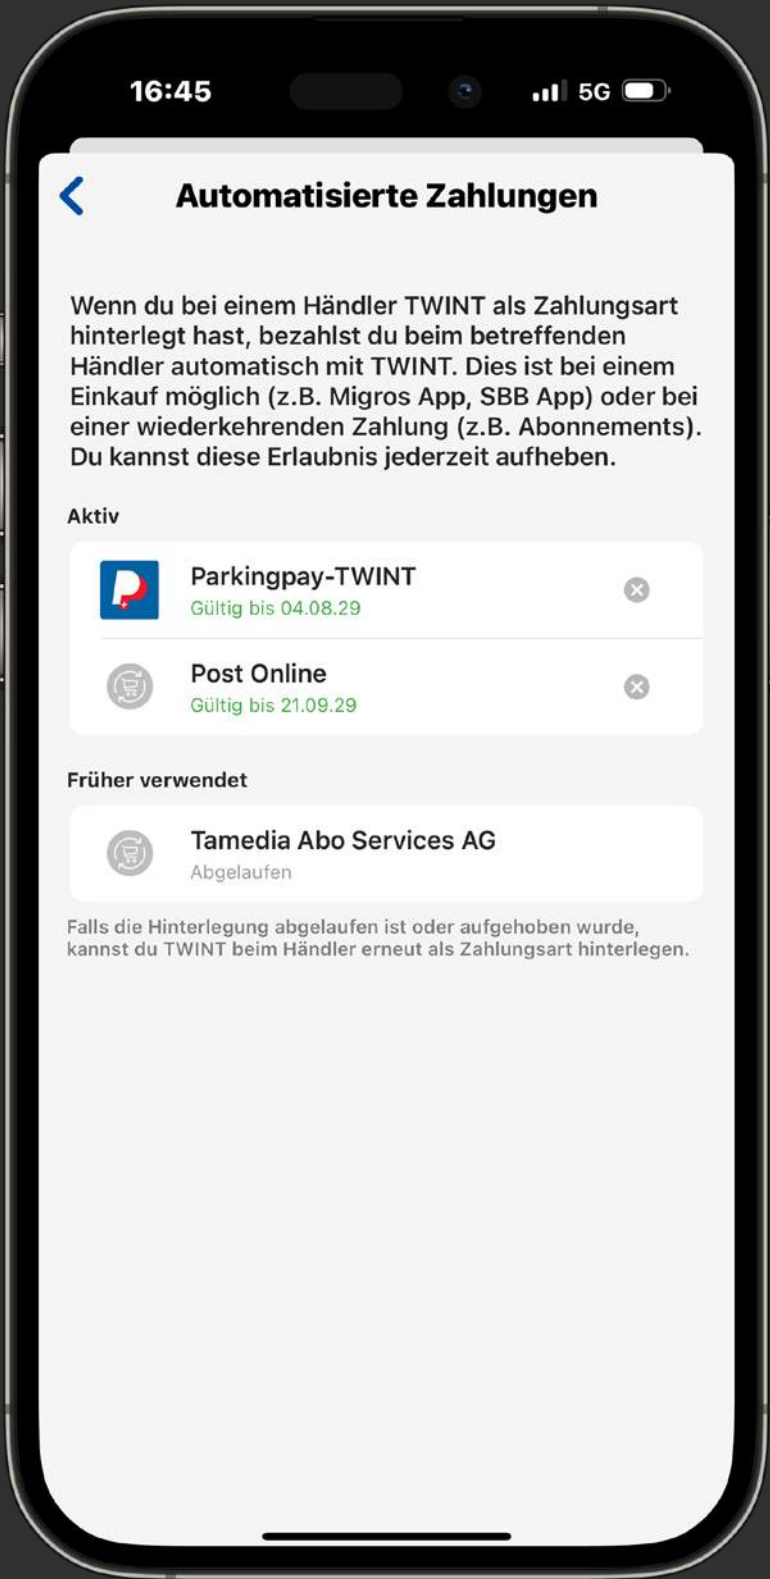 16:45
5G
Automatisierte Zahlungen
Wenn du bei einem Händler TWINT als Zahlungsart
hinterlegt hast, bezahlst du beim betreffenden
Händler automatisch mit TWINT. Dies ist bei einem
Einkauf möglich (z.B. Migros App, SBB App) oder bei
einer wiederkehrenden Zahlung (z.B. Abonnements).
Du kannst diese Erlaubnis jederzeit aufheben.
Aktiv
Parkingpay-TWINT
Gültig bis 04.08.29
Post Online
Gültig bis 21.09.29
Früher verwendet
Tamedia Abo Services AG
Abgelaufen
Falls die Hinterlegung abgelaufen ist oder aufgehoben wurde,
kannst du TWINT beim Händler erneut als Zahlungsart hinterlegen.